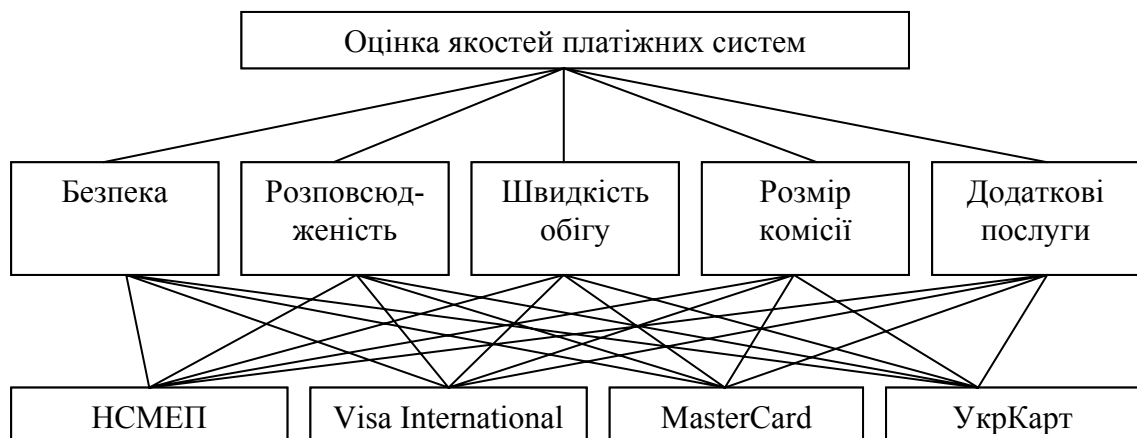 Оцінка якостей платіжних систем
Безпека
Розповсюд-
женість
Швидкість
обігу
Розмір
комісії
Додаткові
послуги
НСМЕП
Visa International
MasterCard
УкрКарт